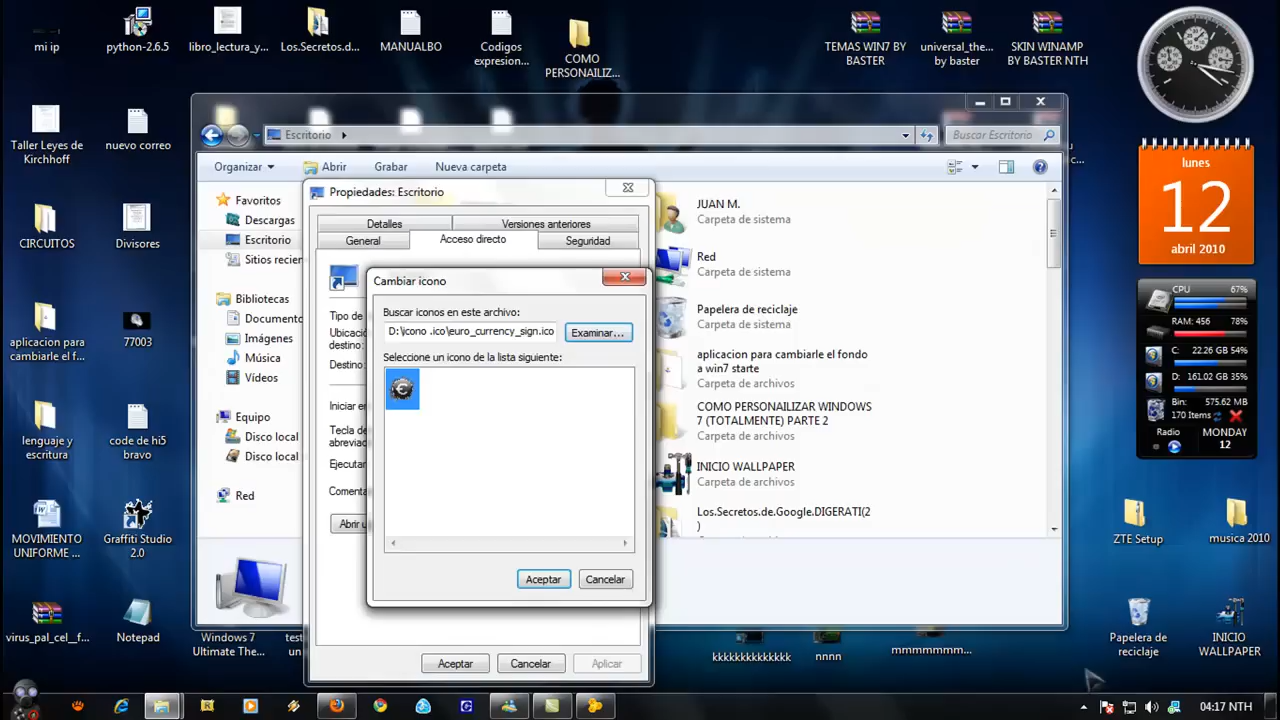 mi ip
python-2.6.5
libro_lectura_y...
Los.Secretos.d...
MANUALBO
Codigos
expresion...
COMO
PERSONAILIZ...
TEMAS WIN7 BY
BASTER
universal_the...
by baster
SKIN WINAMP
BY BASTER NTH
Taller Leyes de
Kirchhoff
nuevo correo
CIRCUITOS
Divisores
aplicacion para
cambiarle el f...
77003
lenguaje y
escritura
code de hi5
bravo
MOVIMIENTO
UNIFORME ...
Graffiti Studio
2.0
virus_pal_cel__f...
Notepad
Escritorio
Buscar Escritorio
Organizar
Abrir
Grabar
Nueva carpeta
Favoritos
Descargas
Escritorio
Sitios recien
Bibliotecas
Documento
Imágenes
Música
Vídeos
Equipo
Disco local
Disco local
Red
Windows 7
Ultimate The...
test
un
Propiedades: Escritorio
Detalles
Versiones anteriores
General
Acceso directo
Seguridad
Tipo de
Ubicació
destino:
Destino:
Iniciar en
Tecla de
abreviac
Ejecutar
Comenta
Abrir u
Cambiar icono
Buscar iconos en este archivo:
D:\icono .ico\euro_currency_sign.ico
Examinar...
Seleccione un icono de la lista siguiente:
Aceptar
Cancelar
Aceptar
Cancelar
Aplicar
JUAN M.
Carpeta de sistema
Red
Carpeta de sistema
Papelera de reciclaje
Carpeta de sistema
aplicacion para cambiarle el fondo
a win7 starte
Carpeta de archivos
COMO PERSONAILIZAR WINDOWS
7 (TOTALMENTE) PARTE 2
Carpeta de archivos
INICIO WALLPAPER
Carpeta de archivos
Los.Secretos.de.Google.DIGERATI(2
)
kkkkkkkkkkkkkk
nnnn
mmmmmmm...
lunes
12
abril 2010
CPU 67%
RAM: 456 78%
C: 22.26 GB 54%
D: 161.02 GB 35%
Bin: 575.62 MB
170 Items
Radio
MONDAY
12
ZTE Setup
musica 2010
Papelera de
reciclaje
INICIO
WALLPAPER
04:17 NTH